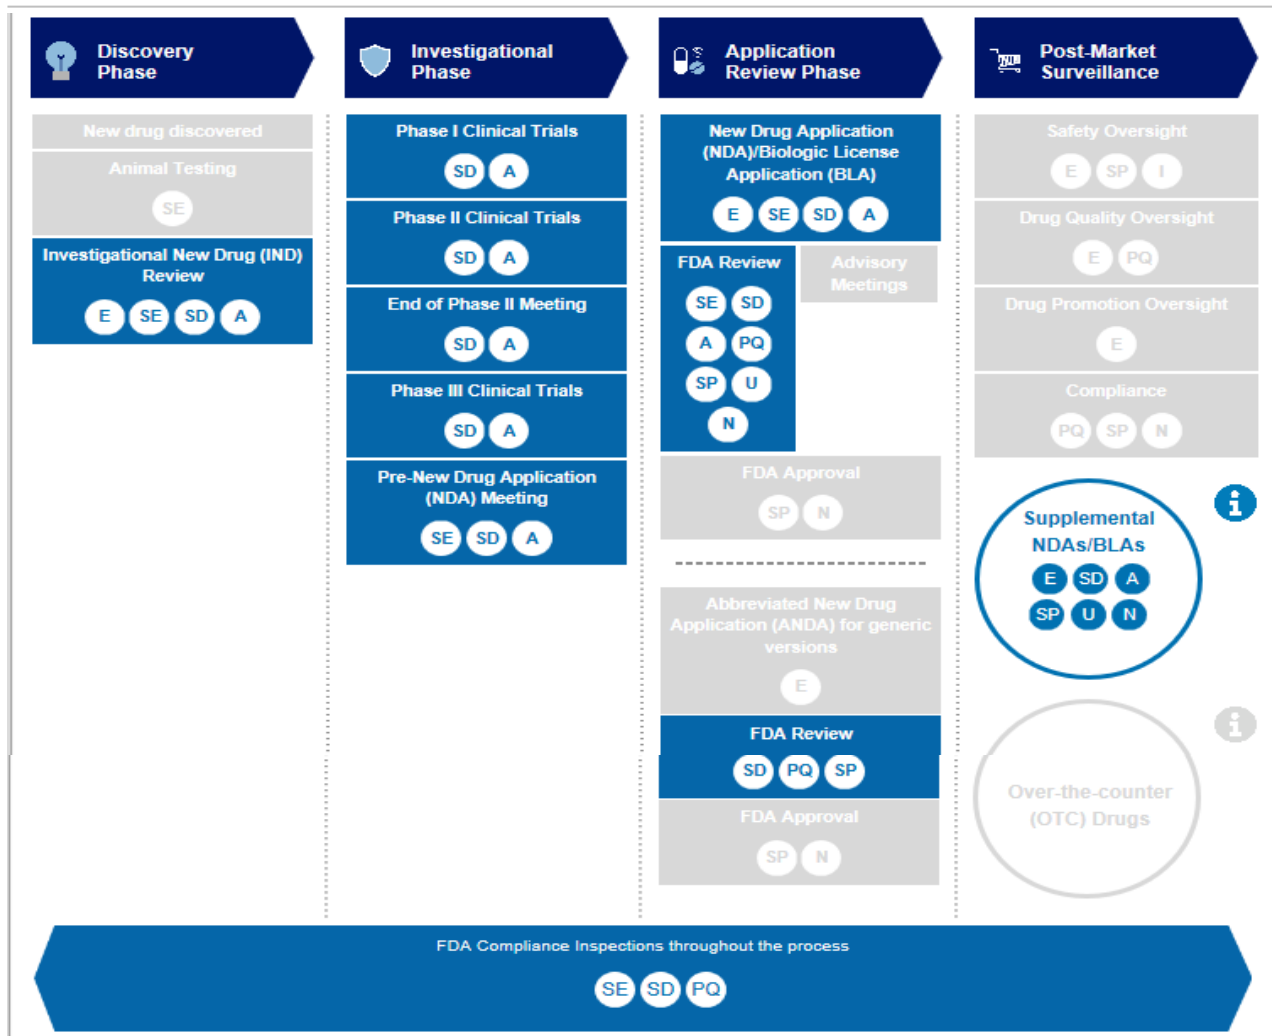 Discovery
Phase
Investigational
Phase
Application
Review Phase
Post-Market
Surveillance
New drug discovered
Animal Testing
SE
Investigational New Drug (IND)
Review
E SE SD A
Phase I Clinical Trials
SD A
Phase II Clinical Trials
SD A
End of Phase II Meeting
SD A
Phase III Clinical Trials
SD A
Pre-New Drug Application
(NDA) Meeting
SE SD A
New Drug Application
(NDA)/Biologic License
Application (BLA)
E SE SD A
FDA Review
SE SD
A PQ
SP U
N
Advisory
Meetings
FDA Approval
SP N
Abbreviated New Drug
Application (ANDA) for generic
versions
E
FDA Review
SD PQ SP
FDA Approval
SP N
Safety Oversight
E SP I
Drug Quality Oversight
E PQ
Drug Promotion Oversight
E
Compliance
PQ SP N
i
Supplemental
NDAs/BLAs
E SD A
SP U N
i
Over-the-counter
(OTC) Drugs
FDA Compliance Inspections throughout the process
SE SD PQ